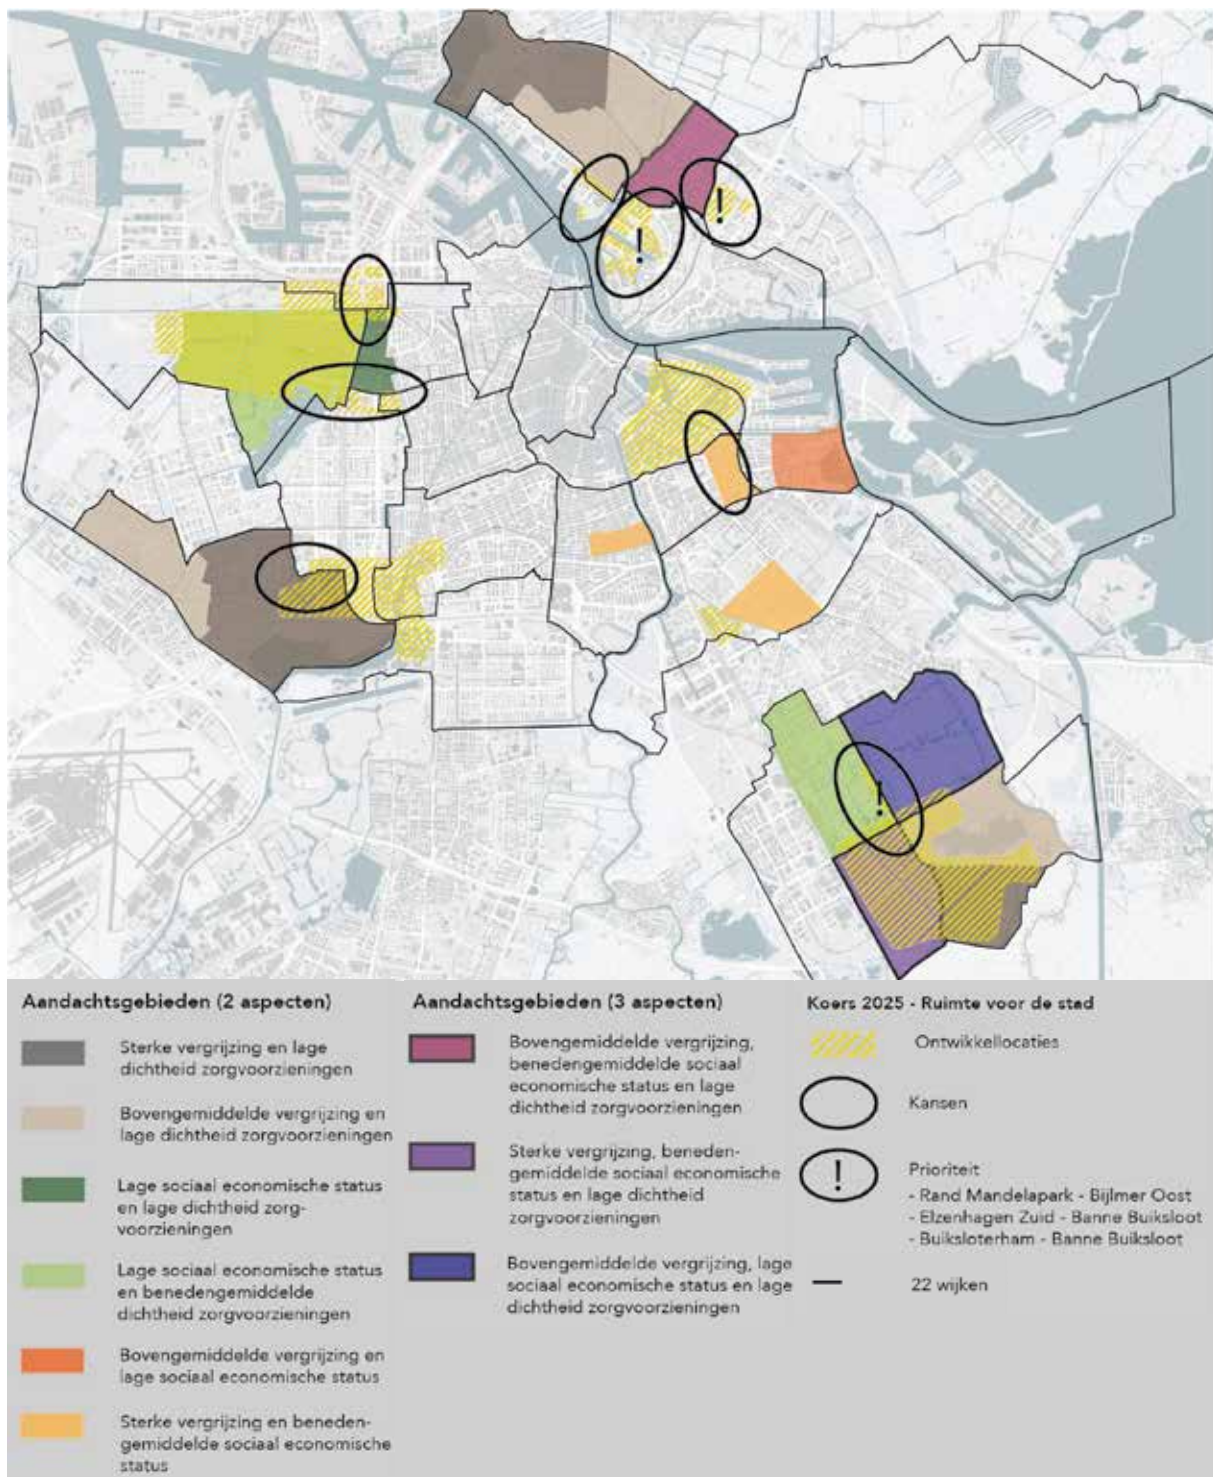 !
!
!
Aandachtsgebieden (2 aspecten)
Sterke vergrijzing en lage
dichtheid zorgvoorzieningen
Bovengemiddelde vergrijzing en
lage dichtheid zorgvoorzieningen
Lage sociaal economische status
en lage dichtheid zorg-
voorzieningen
Lage sociaal economische status
en benedengemiddelde
dichtheid zorgvoorzieningen
Bovengemiddelde vergrijzing en
lage sociaal economische status
Sterke vergrijzing en beneden-
gemiddelde sociaal economische
status
Aandachtsgebieden (3 aspecten)
Bovengemiddelde vergrijzing,
benedengemiddelde sociaal
economische status en lage
dichtheid zorgvoorzieningen
Sterke vergrijzing, beneden-
gemiddelde sociaal economische
status en lage dichtheid
zorgvoorzieningen
Bovengemiddelde vergrijzing, lage
sociaal economische status en lage
dichtheid zorgvoorzieningen
Koers 2025 - Ruimte voor de stad
Ontwikkellocaties
Kansen
!
Prioriteit
- Rand Mandelapark - Bijlmer Oost
- Elzenhagen Zuid - Banne Buiksloot
- Buiksloterham - Banne Buiksloot
22 wijken